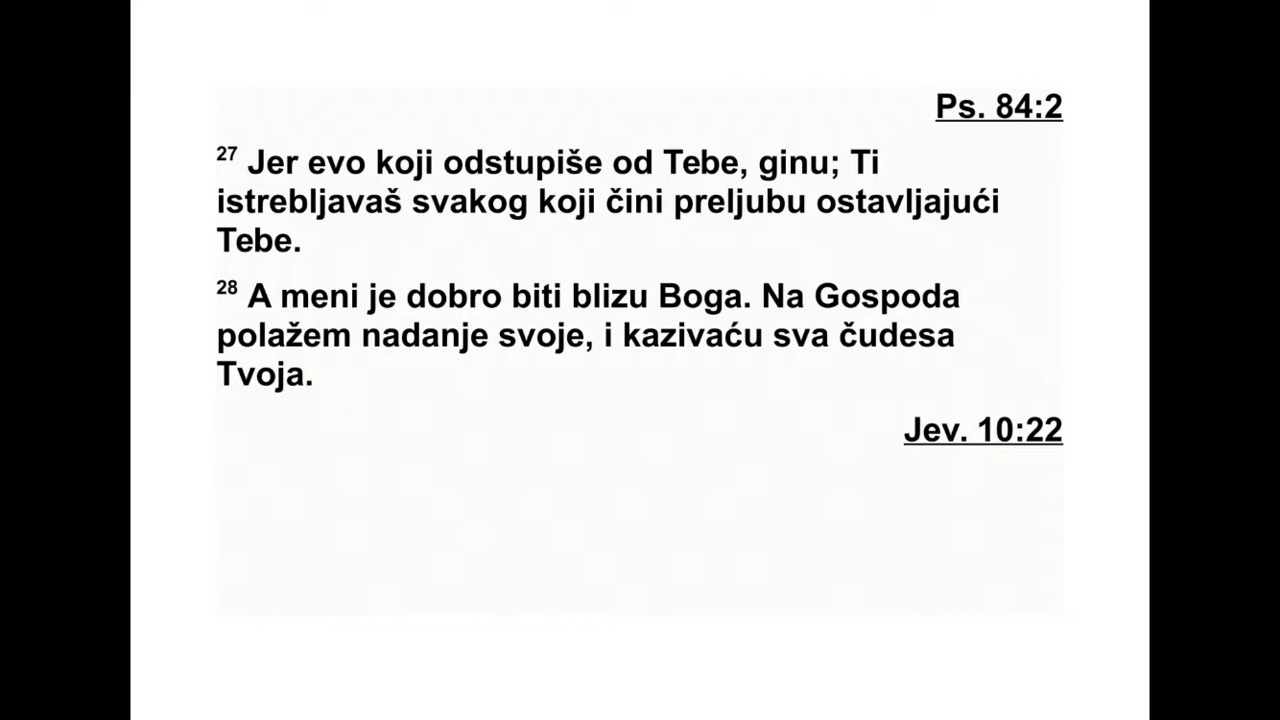 Ps. 84:2
27 Jer evo koji odstupiše od Tebe, ginu; Ti
istrebljavaš svakog koji čini preljubu ostavljajući
Tebe.
28 A meni je dobro biti blizu Boga. Na Gospoda
polažem nadanje svoje, i kazivaću sva čudesa
Tvoja.
Jev. 10:22